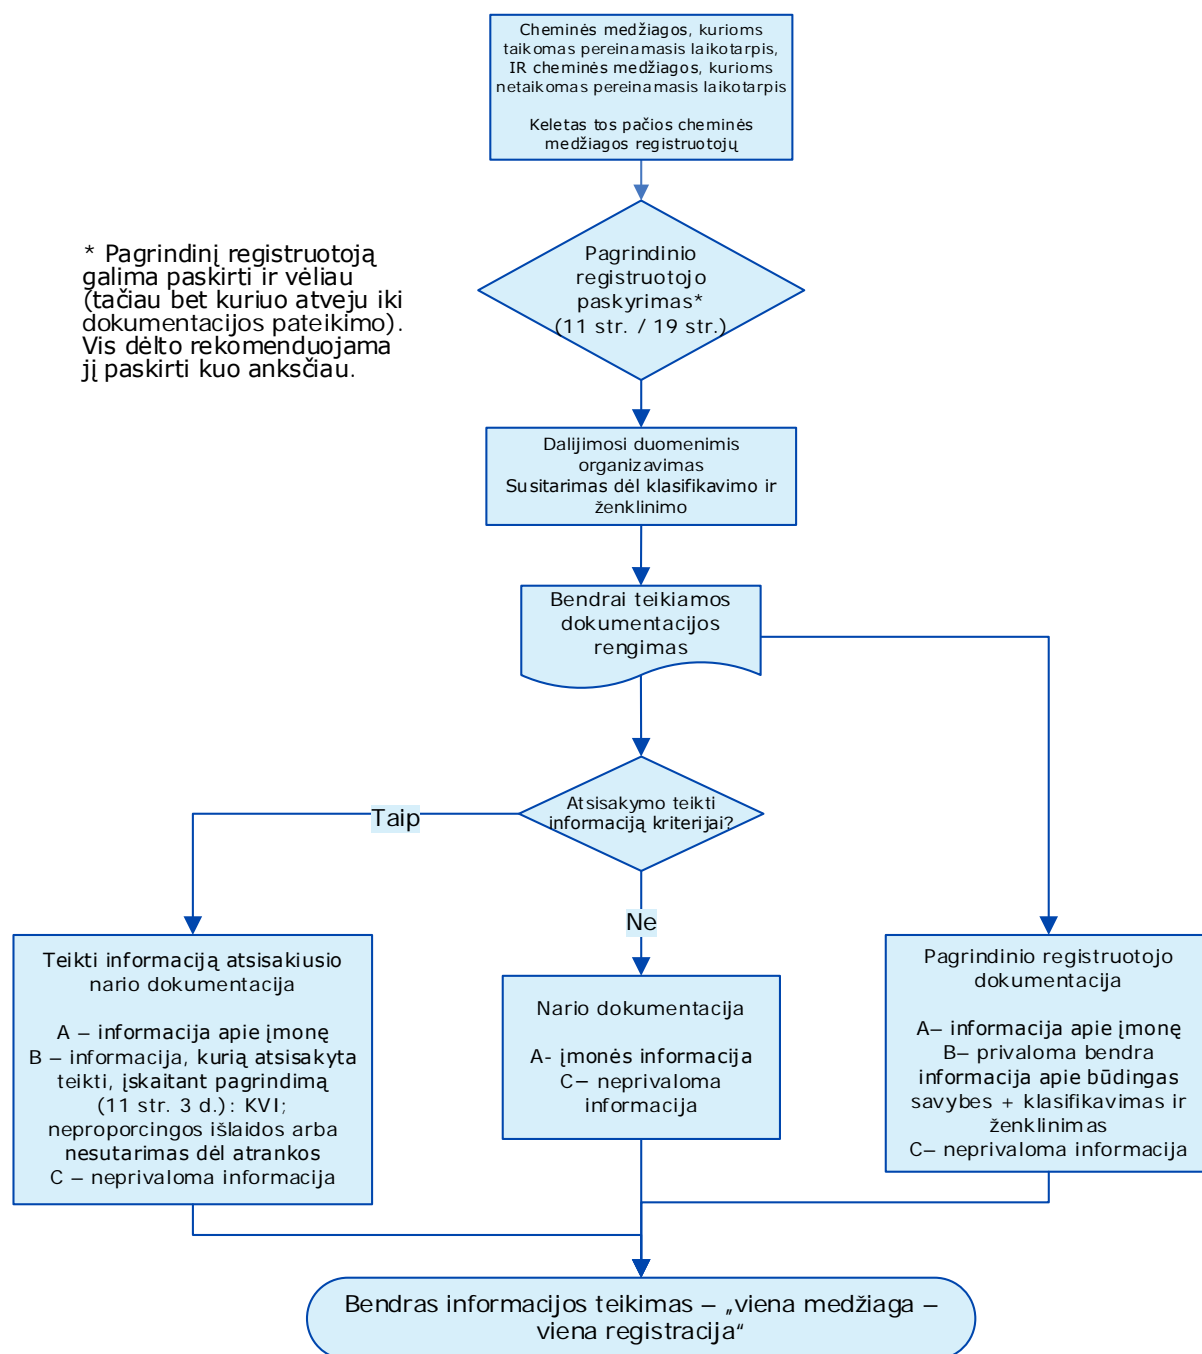 Cheminės medžiagos, kurioms
taikomas pereinamasis laikotarpis,
IR cheminės medžiagos, kurioms
netaikomas pereinamasis laikotarpis
Keletas tos pačios cheminės
medžiagos registruotojų
* Pagrindinį registruotoją
galima paskirti ir vėliau
(tačiau bet kuriuo atveju iki
dokumentacijos pateikimo).
Vis dėlto rekomenduojama
jį paskirti kuo anksčiau.
Pagrindinio
registruotojo
paskyrimas*
(11 str. / 19 str.)
Dalijimosi duomenimis
organizavimas
Susitarimas dėl klasifikavimo ir
ženklinimo
Bendrai teikiamos
dokumentacijos
rengimas
Atsisakymo teikti
informaciją kriterijai?
Taip
Ne
Teikti informaciją atsisakiusio
nario dokumentacija
A – informacija apie įmonę
B – informacija, kurią atsisakyta
teikti, įskaitant pagrindimą
(11 str. 3 d.): KVI;
neproporcingos išlaidos arba
nesutarimas dėl atrankos
C – neprivaloma informacija
Nario dokumentacija
A- įmonės informacija
C– neprivaloma
informacija
Pagrindinio registruotojo
dokumentacija
A– informacija apie įmonę
B– privaloma bendra
informacija apie būdingas
savybes + klasifikavimas ir
ženklinimas
C– neprivaloma informacija
Bendras informacijos teikimas – „viena medžiaga –
viena registracija“